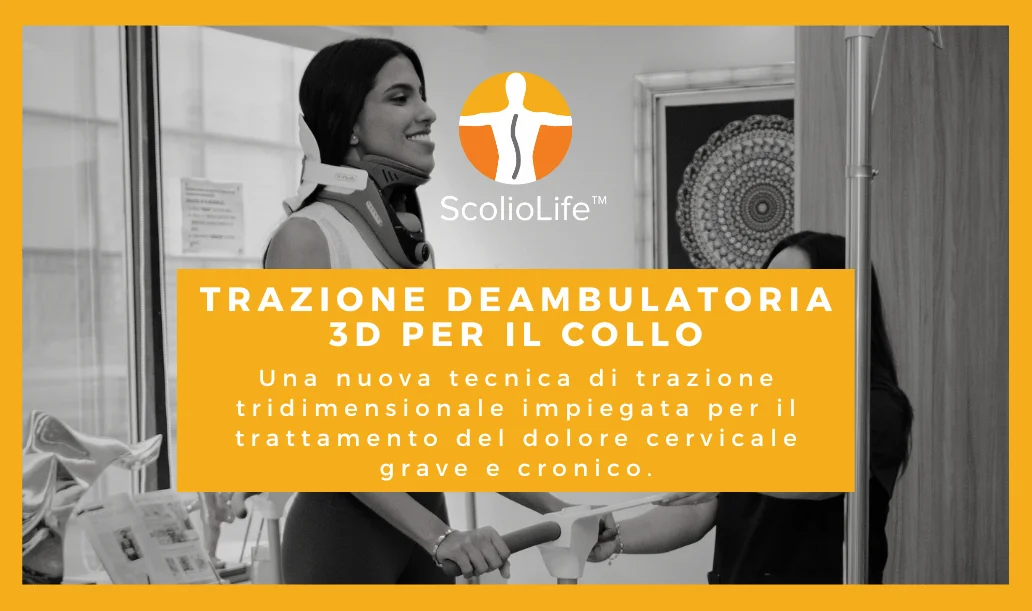 ScolioLife™
TRAZIONE DEAMBULATORIA
3D PER IL COLLO
Una nuova tecnica di trazione
tridimensionale impiegata per il
trattamento del dolore cervicale
grave e cronico.